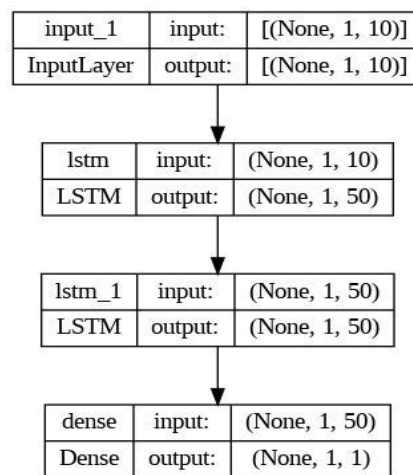 input_1 input: [(None, 1, 10)]
InputLayer output: [(None, 1, 10)]
lstm input: (None, 1, 10)
LSTM output: (None, 1, 50)
lstm_1 input: (None, 1, 50)
LSTM output: (None, 1, 50)
dense input: (None, 1, 50)
Dense output: (None, 1, 1)